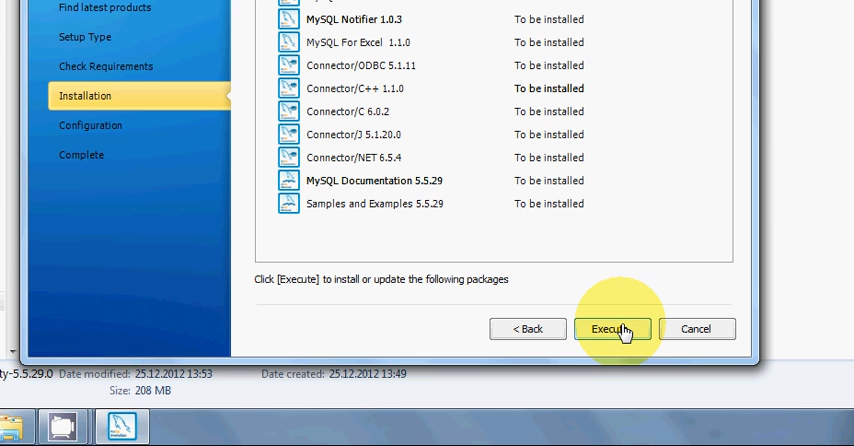 Find latest products
MySQL Notifier 1.0.3 To be installed
Setup Type
MySQL For Excel 1.1.0 To be installed
Check Requirements
Connector/ODBC 5.1.11 To be installed
Connector/C++ 1.1.0 To be installed
Installation
Connector/C 6.0.2 To be installed
Configuration
Connector/J 5.1.20.0 To be installed
Complete
Connector/NET 6.5.4 To be installed
MySQL Documentation 5.5.29 To be installed
Samples and Examples 5.5.29 To be installed
Click [Execute] to install or update the following packages
< Back Execute Cancel
ty-5.5.29.0 Date modified: 25.12.2012 13:53 Date created: 25.12.2012 13:49
Size: 208 MB